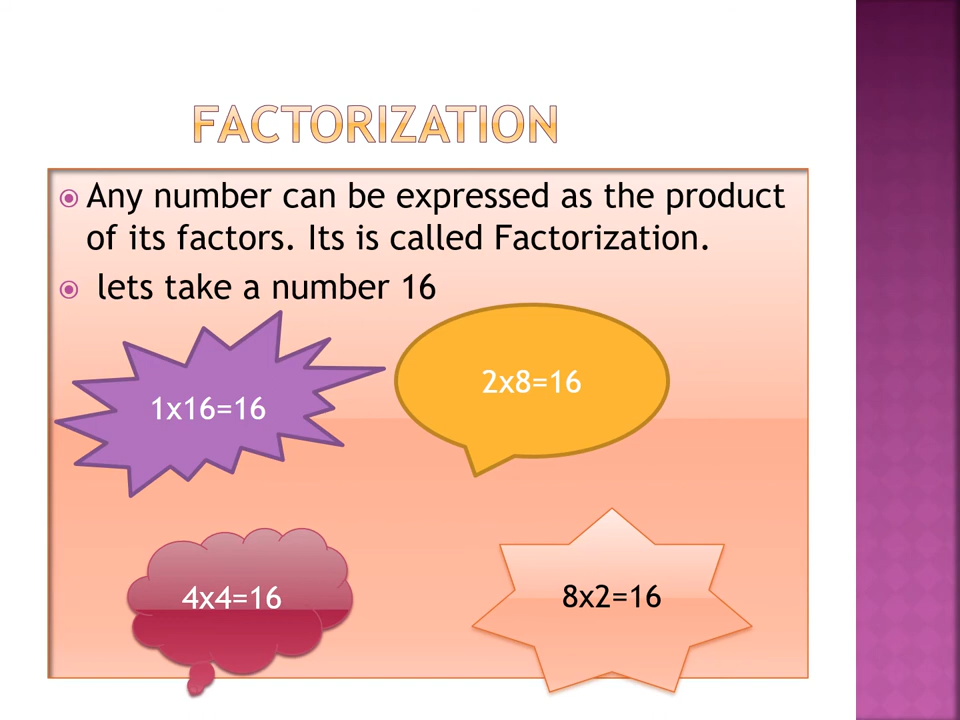 FACTORIZATION
Any number can be expressed as the product
of its factors. Its is called Factorization.
lets take a number 16
1x16=16
2x8=16
4x4=16
8x2=16